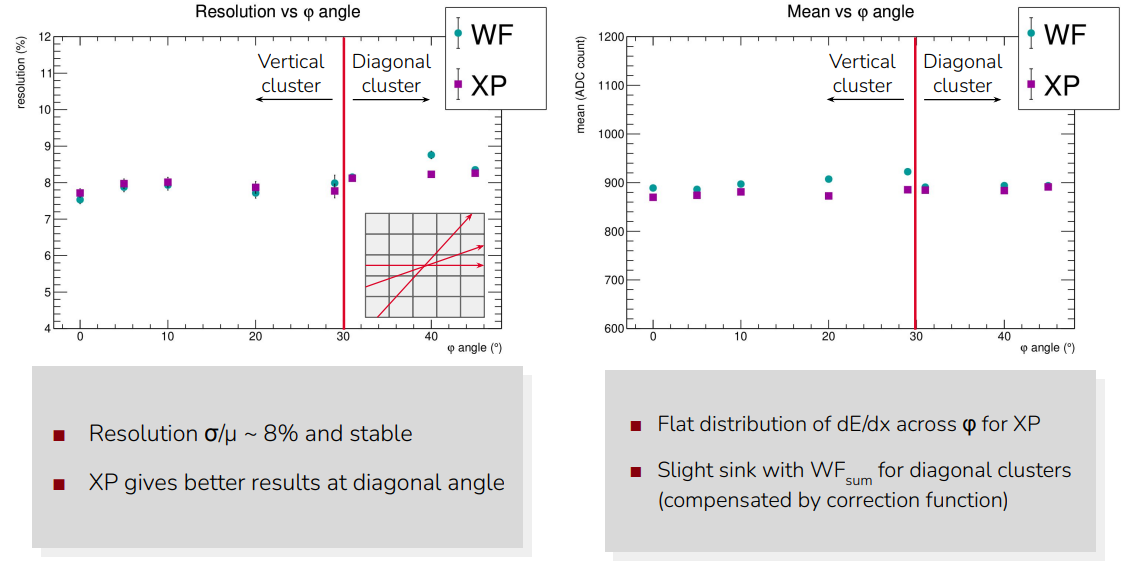 Resolution vs φ angle
resolution (%)
12
11
10
9
8
7
6
5
4
0
10
20
30
40
φ angle (°)
Vertical
cluster
Diagonal
cluster
WF
XP
Mean vs φ angle
mean (ADC count)
1200
1100
1000
900
800
700
600
0
10
20
30
40
φ angle (°)
Vertical
cluster
Diagonal
cluster
WF
XP
Resolution σ/μ ~ 8% and stable
XP gives better results at diagonal angle
Flat distribution of dE/dx across φ for XP
Slight sink with WFsum for diagonal clusters
(compensated by correction function)